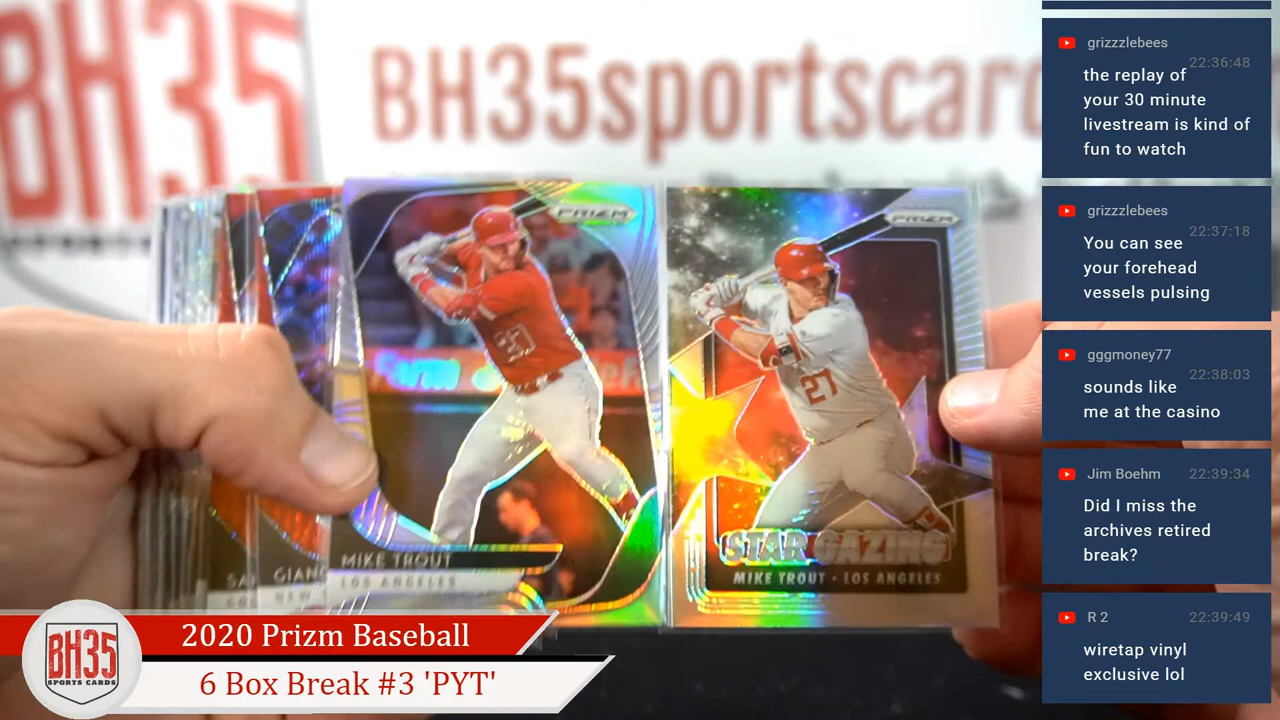 BH35
BH35sportscard
PRIZM
PRIZM
27
MIKE TROUT
LOS ANGELES
STAR GAZING
MIKE TROUT · LOS ANGELES
GIANC
NEW
BH35
SPORTS CARDS
2020 Prizm Baseball
6 Box Break #3 'PYT'
grizzzlebees
22:36:48
the replay of
your 30 minute
livestream is kind of
fun to watch
grizzzlebees
22:37:18
You can see
your forehead
vessels pulsing
gggmoney77
22:38:03
sounds like
me at the casino
Jim Boehm
22:39:34
Did I miss the
archives retired
break?
R 2
22:39:49
wiretap vinyl
exclusive lol